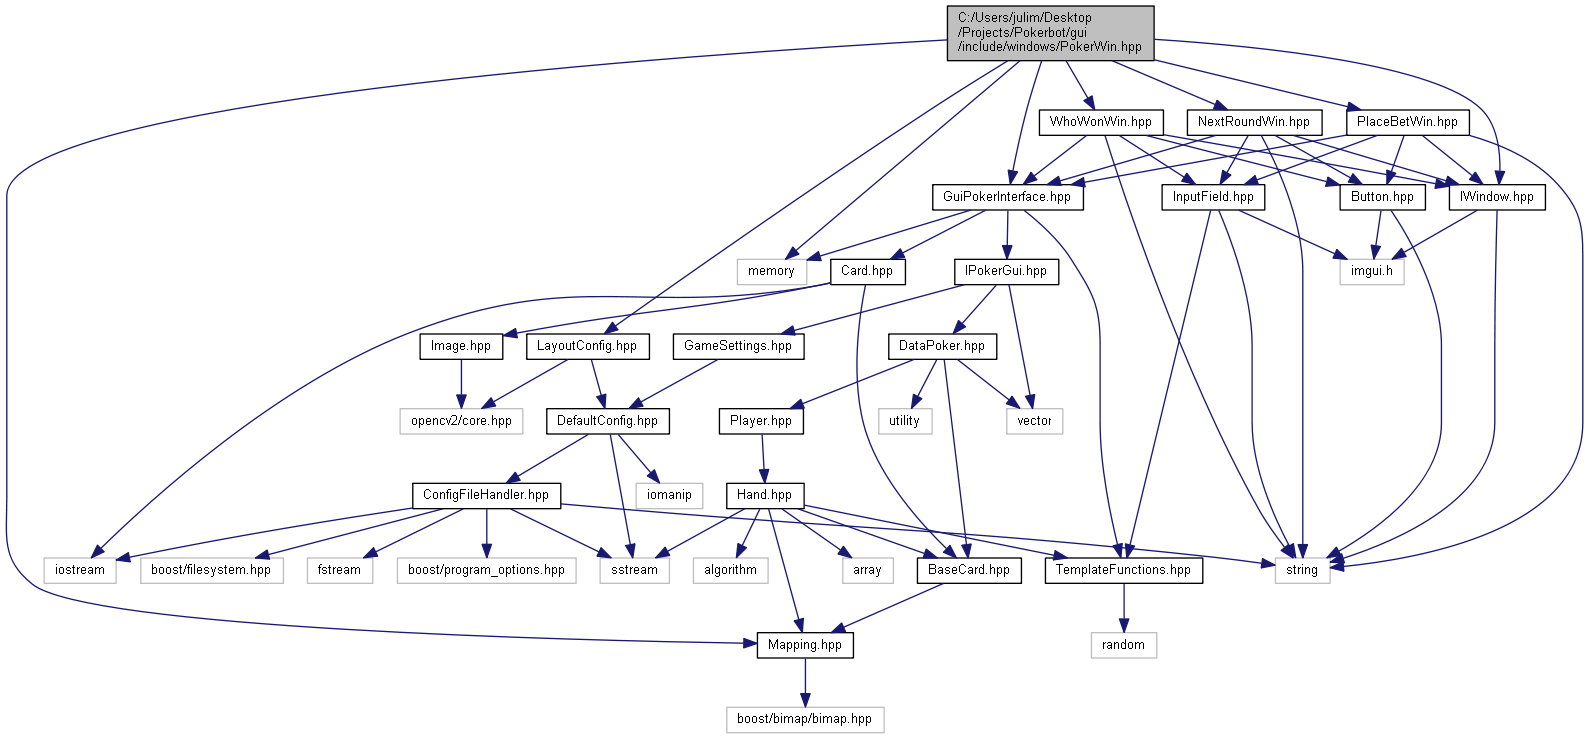 C:/Users/julim/Desktop
/Projects/Pokerbot/gui
/include/windows/PokerWin.hpp
WhoWonWin.hpp
NextRoundWin.hpp
PlaceBetWin.hpp
GuiPokerInterface.hpp
InputField.hpp
Button.hpp
IWindow.hpp
memory
Card.hpp
IPokerGui.hpp
imgui.h
Image.hpp
LayoutConfig.hpp
GameSettings.hpp
DataPoker.hpp
opencv2/core.hpp
DefaultConfig.hpp
Player.hpp
utility
vector
ConfigFileHandler.hpp
iomanip
Hand.hpp
iostream
boost/filesystem.hpp
fstream
boost/program_options.hpp
sstream
algorithm
array
BaseCard.hpp
TemplateFunctions.hpp
string
Mapping.hpp
random
boost/bimap/bimap.hpp